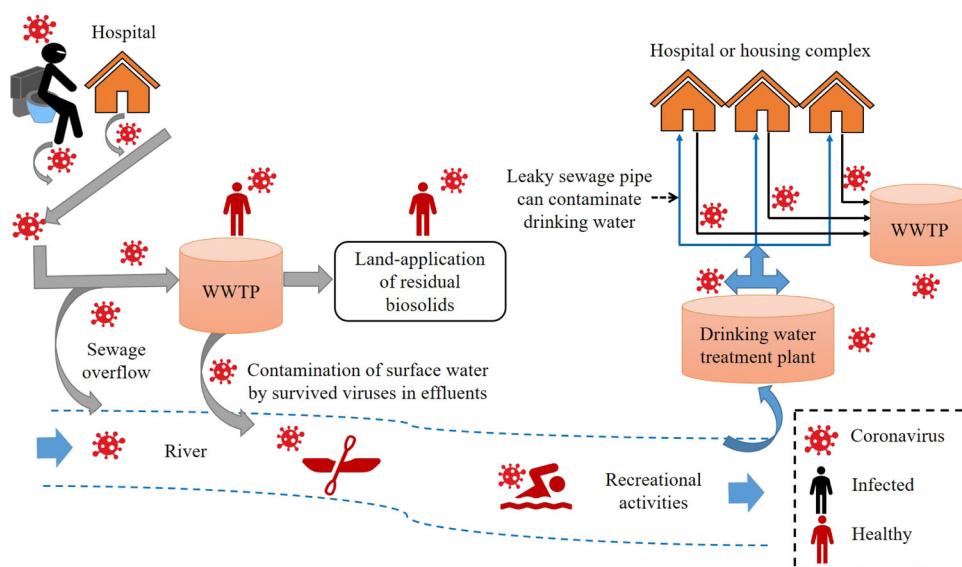 Hospital
Hospital or housing complex
Leaky sewage pipe
can contaminate
drinking water
WWTP
WWTP
Land-application
of residual
biosolids
Sewage
overflow
Contamination of surface water
by survived viruses in effluents
Drinking water
treatment plant
River
Recreational
activities
Coronavirus
Infected
Healthy